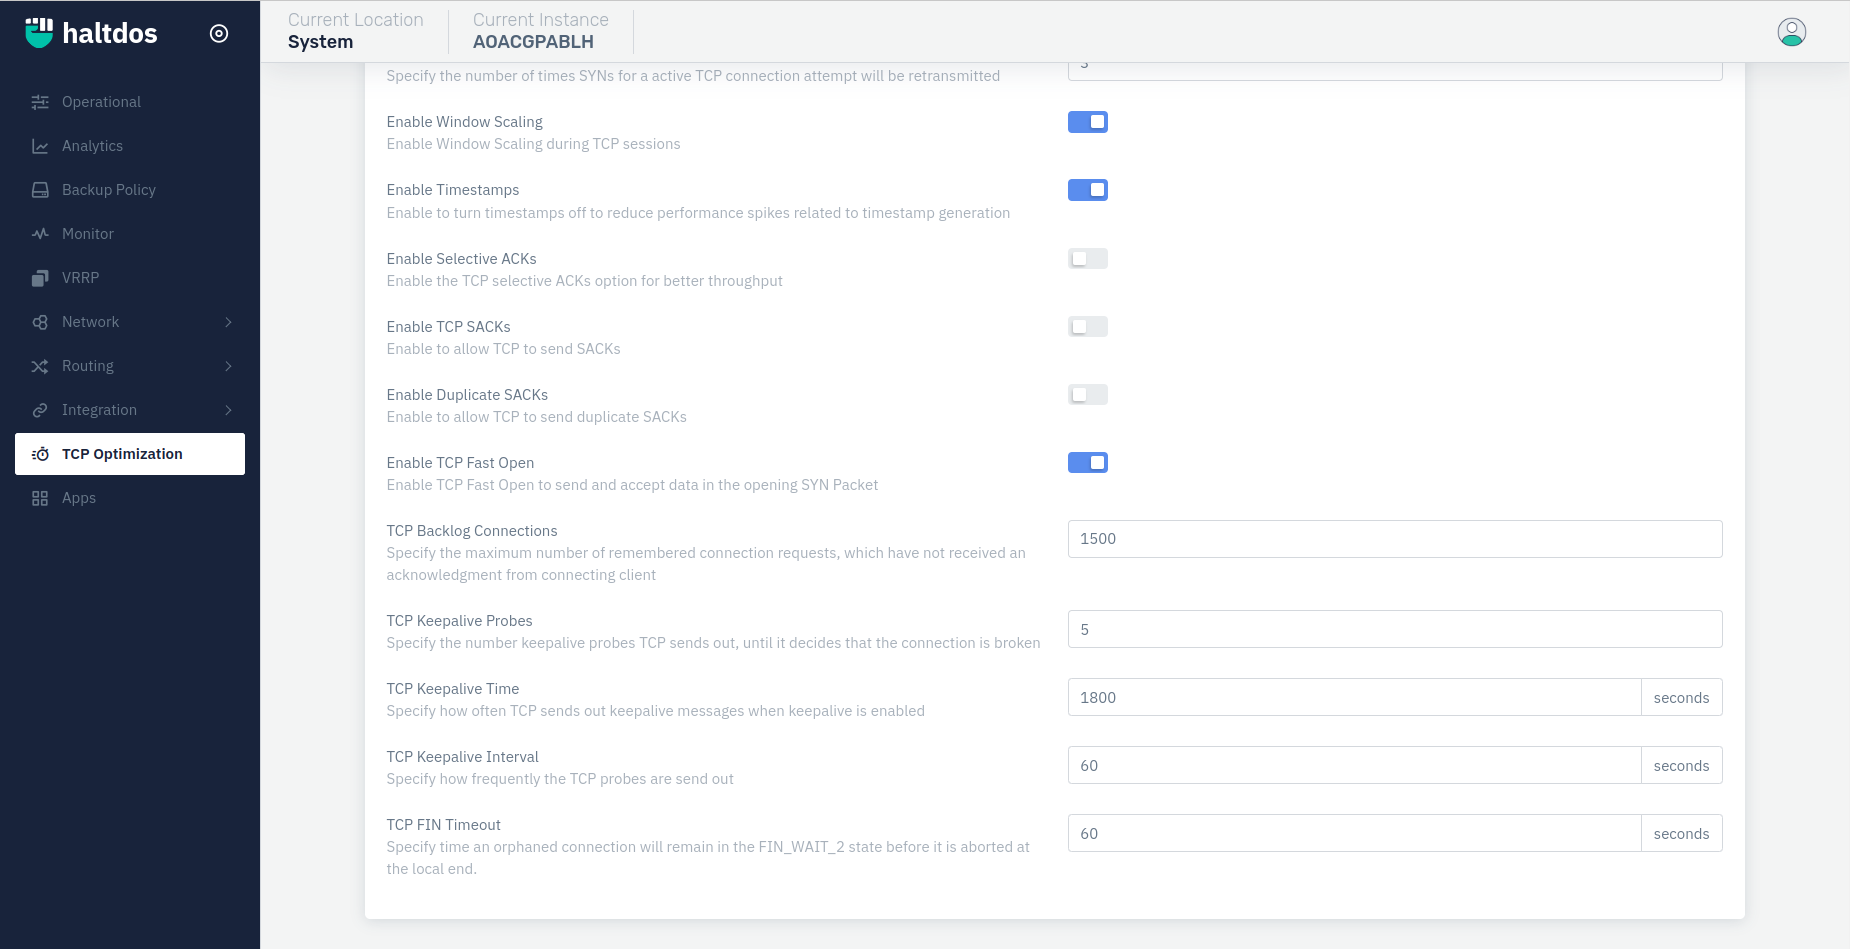 haltdos
Current Location
System
Current Instance
AOACGPABLH
Operational
Analytics
Backup Policy
Monitor
VRRP
Network
Routing
Integration
TCP Optimization
Apps
Specify the number of times SYNs for a active TCP connection attempt will be retransmitted
Enable Window Scaling
Enable Window Scaling during TCP sessions
Enable Timestamps
Enable to turn timestamps off to reduce performance spikes related to timestamp generation
Enable Selective ACKs
Enable the TCP selective ACKs option for better throughput
Enable TCP SACKs
Enable to allow TCP to send SACKs
Enable Duplicate SACKs
Enable to allow TCP to send duplicate SACKs
Enable TCP Fast Open
Enable TCP Fast Open to send and accept data in the opening SYN Packet
TCP Backlog Connections
Specify the maximum number of remembered connection requests, which have not received an
acknowledgment from connecting client
1500
TCP Keepalive Probes
Specify the number keepalive probes TCP sends out, until it decides that the connection is broken
5
TCP Keepalive Time
Specify how often TCP sends out keepalive messages when keepalive is enabled
1800 seconds
TCP Keepalive Interval
Specify how frequently the TCP probes are send out
60 seconds
TCP FIN Timeout
Specify time an orphaned connection will remain in the FIN_WAIT_2 state before it is aborted at
the local end.
60 seconds